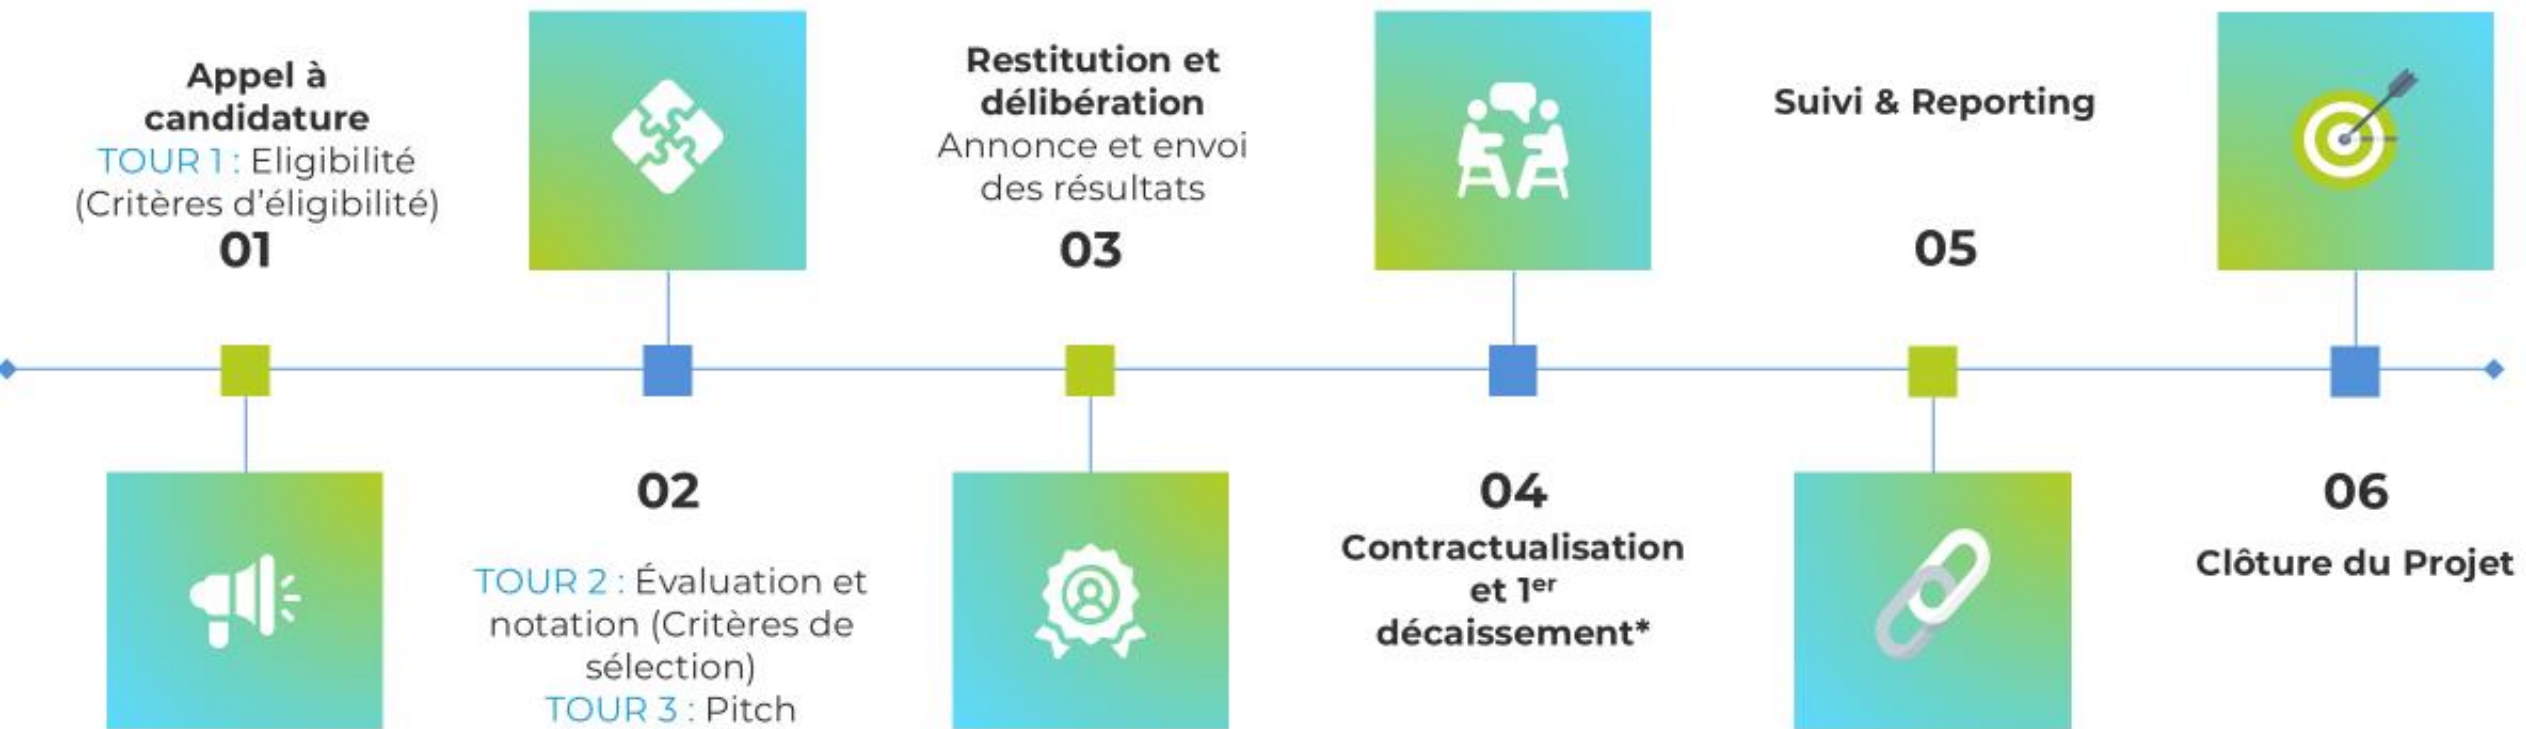 Appel à
candidature
TOUR 1 : Eligibilité
(Critères d'éligibilité)
01
02
TOUR 2 : Évaluation et
notation (Critères de
sélection)
TOUR 3 : Pitch
Restitution et
délibération
Annonce et envoi
des résultats
03
04
Contractualisation
et 1er
décaissement*
Suivi & Reporting
05
06
Clôture du Projet